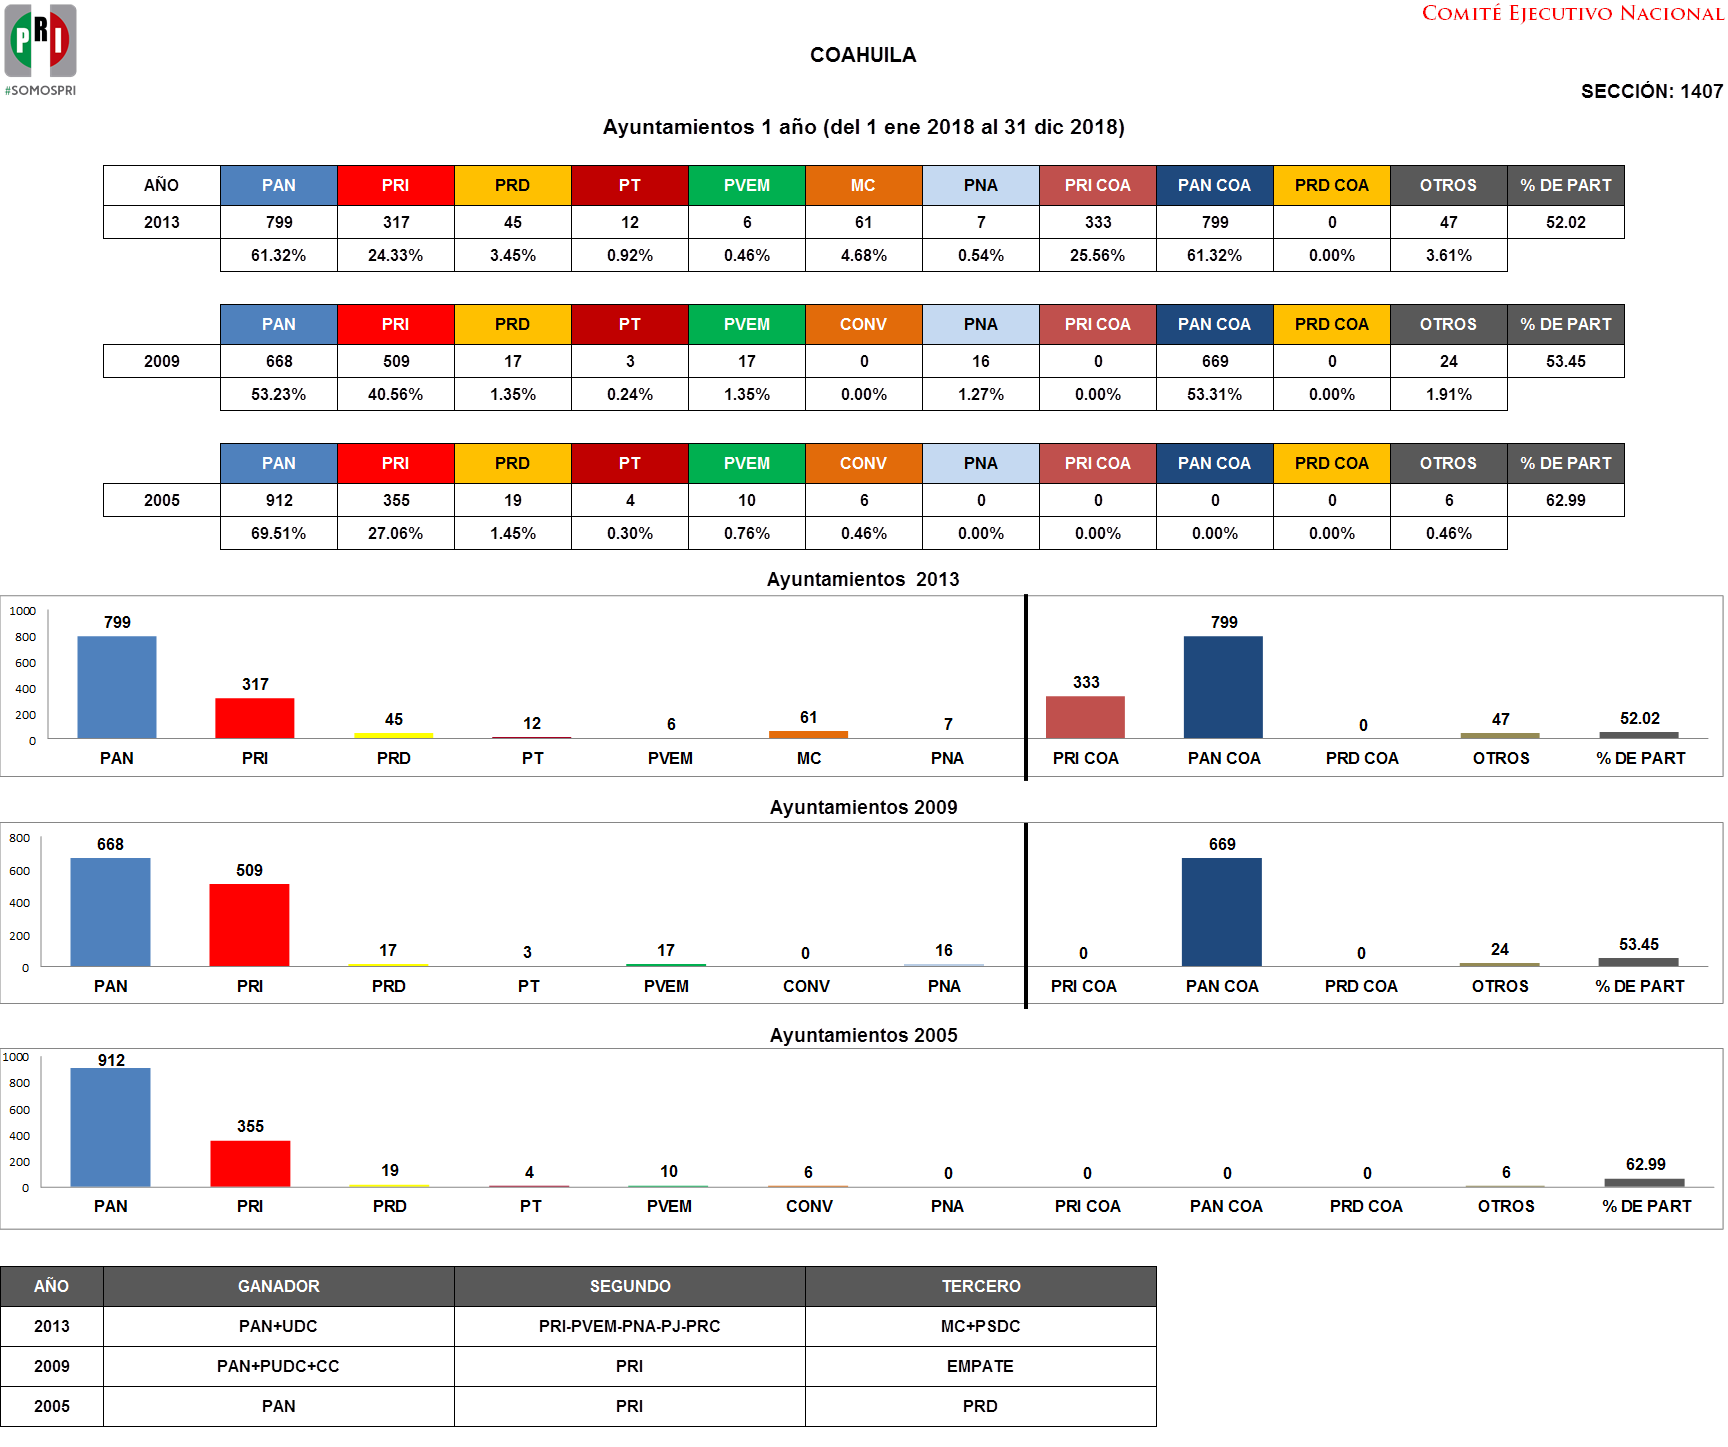 COMITÉ EJECUTIVO NACIONAL
PRI
#SOMOSPRI
COAHUILA
SECCIÓN: 1407
Ayuntamientos 1 año (del 1 ene 2018 al 31 dic 2018)
AÑO PAN PRI PRD PT PVEM MC PNA PRI COA PAN COA PRD COA OTROS % DE PART
2013 799 317 45 12 6 61 7 333 799 0 47 52.02
61.32% 24.33% 3.45% 0.92% 0.46% 4.68% 0.54% 25.56% 61.32% 0.00% 3.61%
PAN PRI PRD PT PVEM CONV PNA PRI COA PAN COA PRD COA OTROS % DE PART
2009 668 509 17 3 17 0 16 0 669 0 24 53.45
53.23% 40.56% 1.35% 0.24% 1.35% 0.00% 1.27% 0.00% 53.31% 0.00% 1.91%
PAN PRI PRD PT PVEM CONV PNA PRI COA PAN COA PRD COA OTROS % DE PART
2005 912 355 19 4 10 6 0 0 0 0 6 62.99
69.51% 27.06% 1.45% 0.30% 0.76% 0.46% 0.00% 0.00% 0.00% 0.00% 0.46%
Ayuntamientos 2013
1000
800
600
400
200
0
799 317 45 12 6 61 7 333 799 0 47 52.02
PAN PRI PRD PT PVEM MC PNA PRI COA PAN COA PRD COA OTROS % DE PART
Ayuntamientos 2009
800
600
400
200
0
668 509 17 3 17 0 16 0 669 0 24 53.45
PAN PRI PRD PT PVEM CONV PNA PRI COA PAN COA PRD COA OTROS % DE PART
Ayuntamientos 2005
1000
800
600
400
200
0
912 355 19 4 10 6 0 0 0 0 6 62.99
PAN PRI PRD PT PVEM CONV PNA PRI COA PAN COA PRD COA OTROS % DE PART
AÑO GANADOR SEGUNDO TERCERO
2013 PAN+UDC PRI-PVEM-PNA-PJ-PRC MC+PSDC
2009 PAN+PUDC+CC PRI EMPATE
2005 PAN PRI PRD